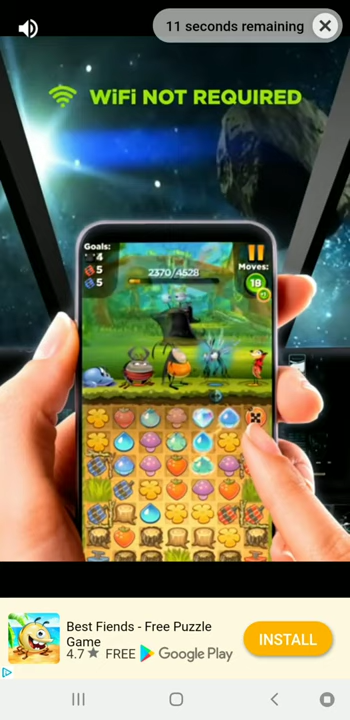 11 seconds remaining
WiFi NOT REQUIRED
Goals:
4
5
5
2370/4528
Moves:
18
Best Fiends - Free Puzzle
Game
4.7★ FREE Google Play
INSTALL